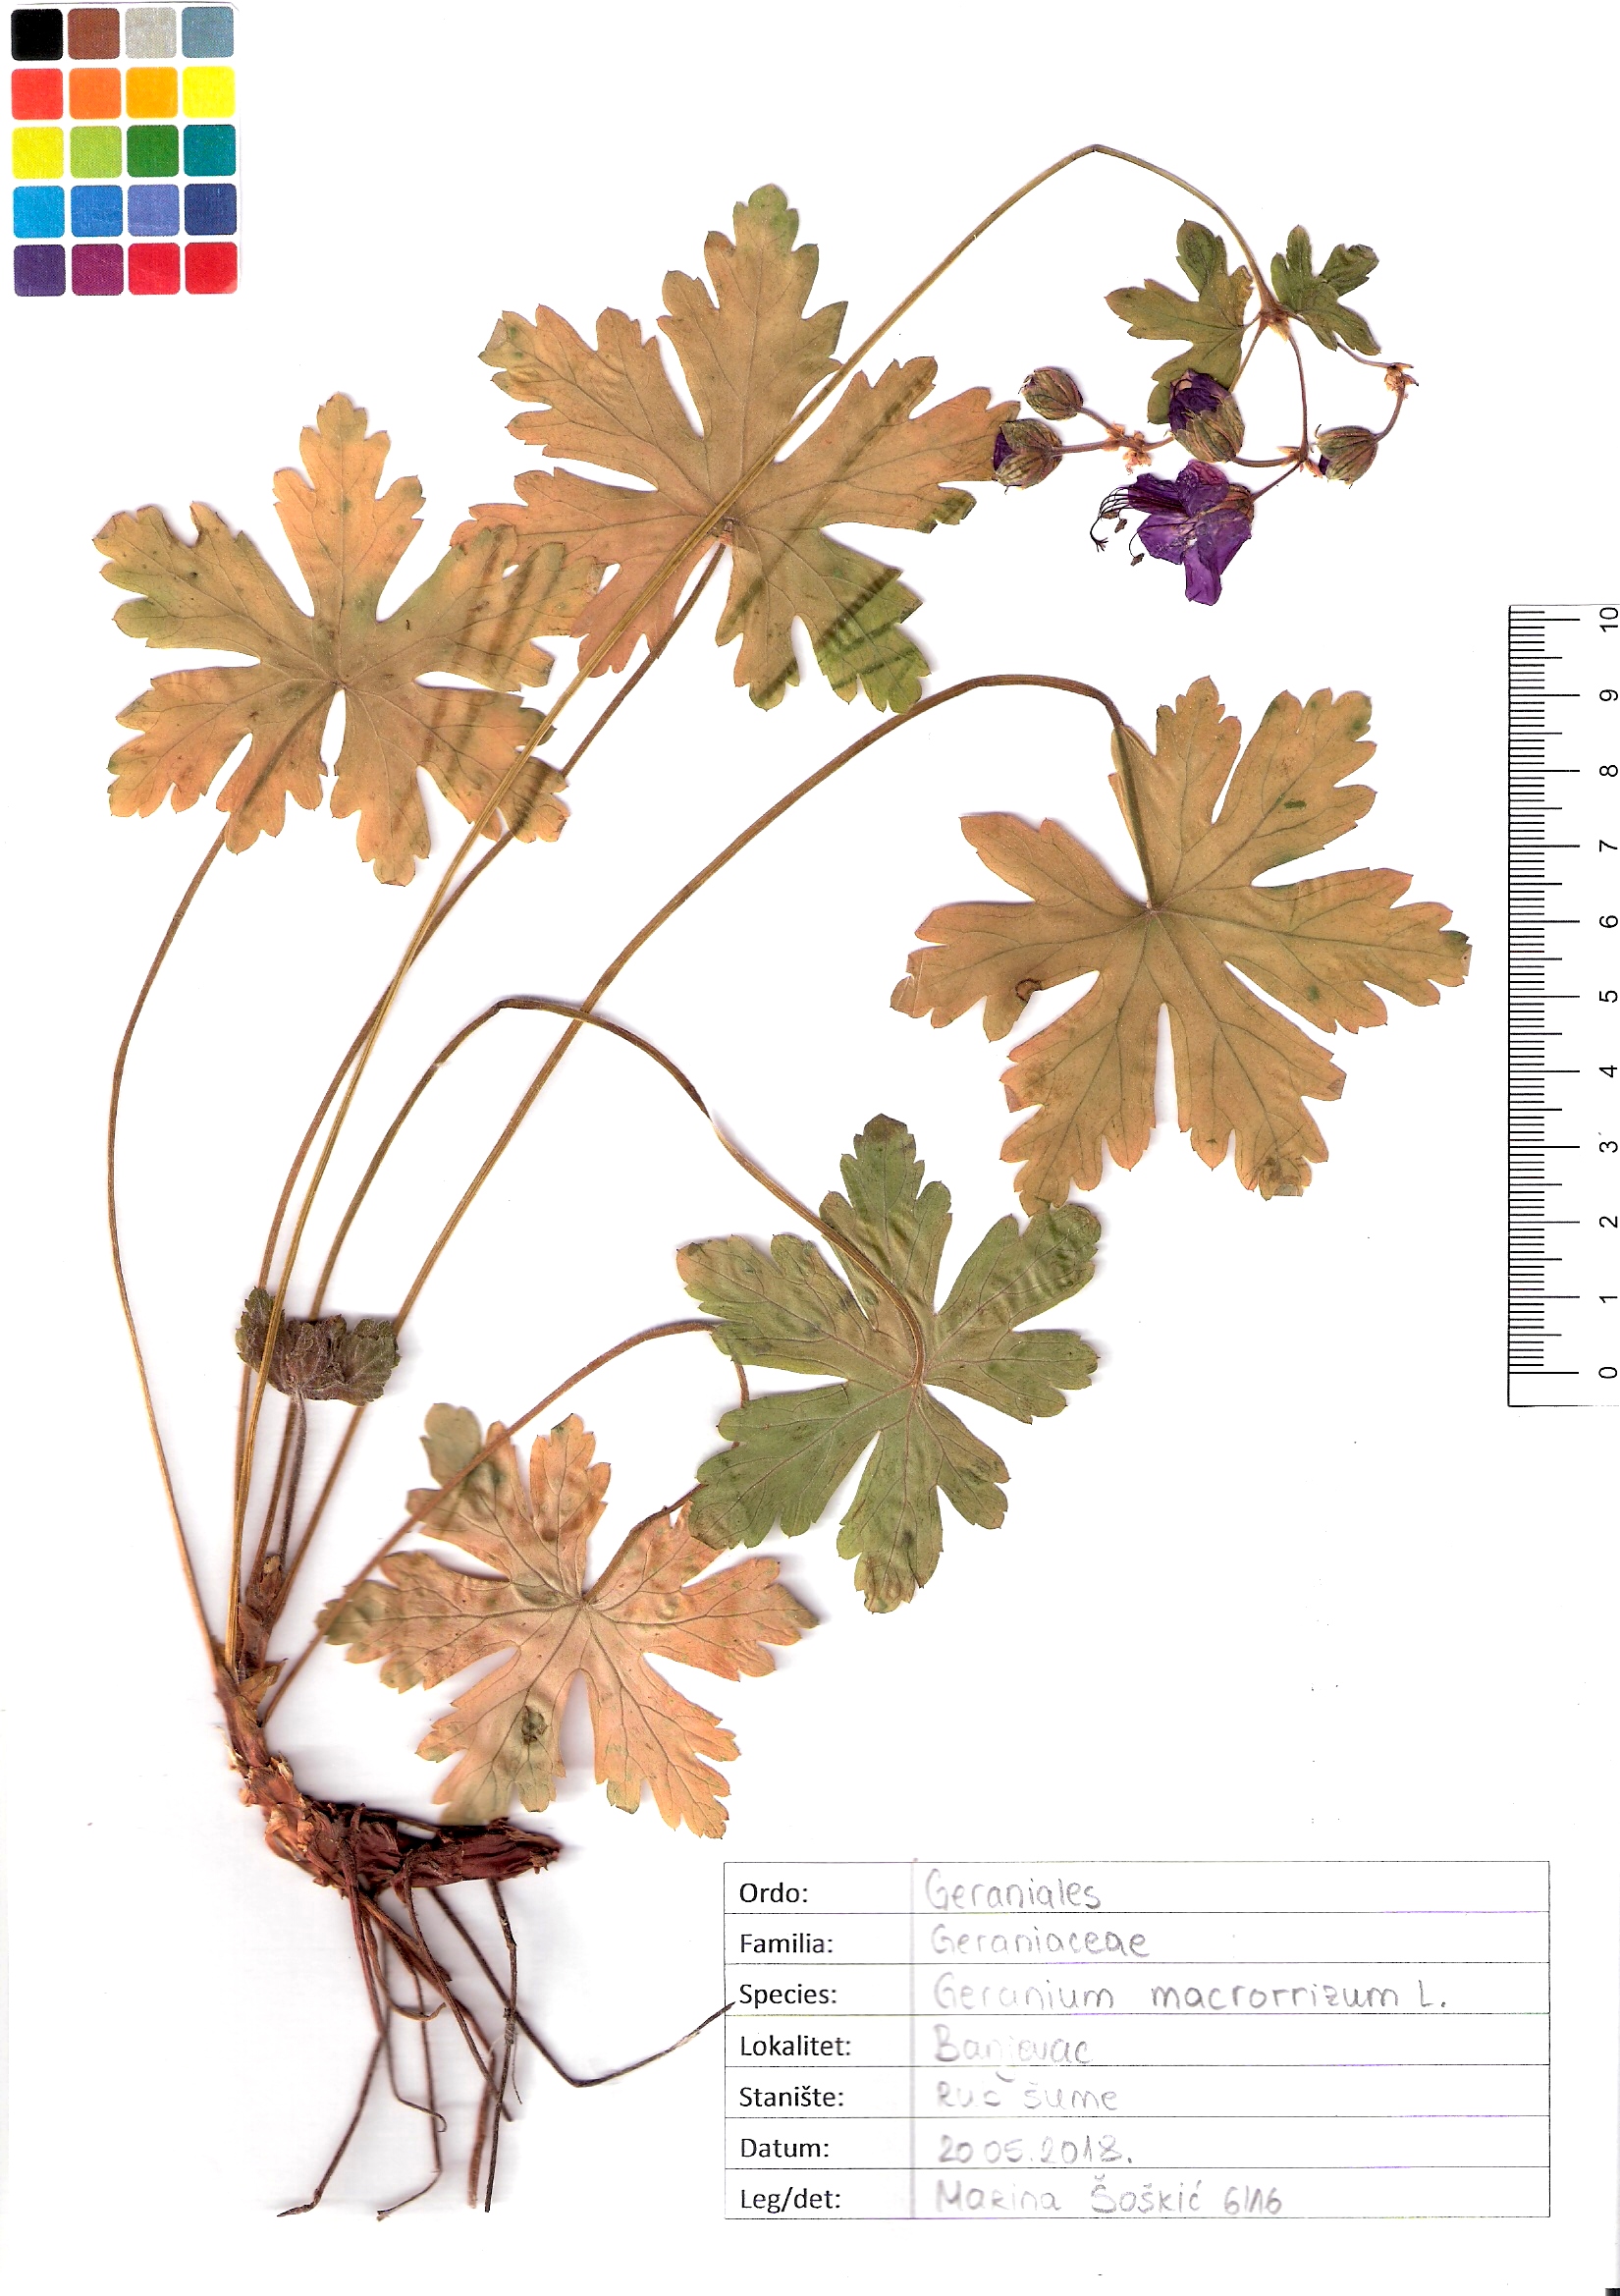 10
9
8
7
6
5
4
3
2
1
0
Ordo: Geraniales
Familia: Geraniaceae
Species: Geranium macrorrizum L.
Lokalitet: Banjevac
Stanište: šume
Datum: 20 05.2018.
Leg/det: Marina Šoškić 6/16